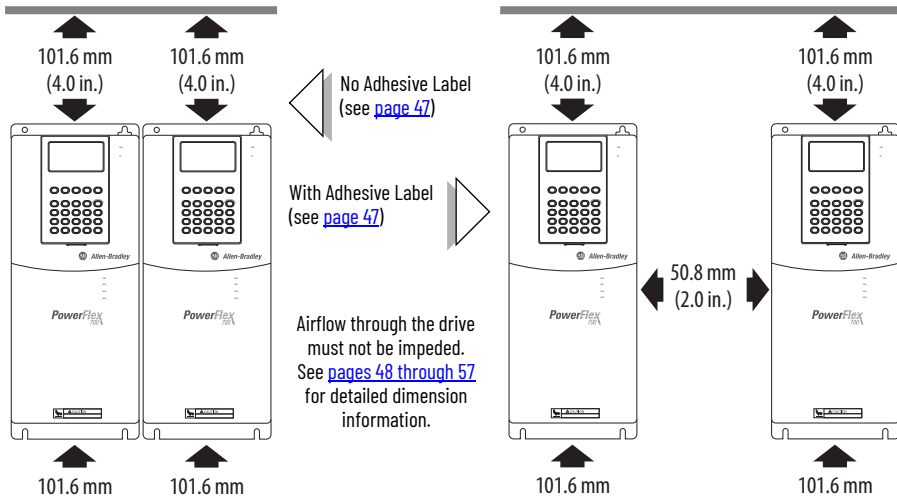 101.6 mm
(4.0 in.)
101.6 mm
(4.0 in.)
No Adhesive Label
(see page 47)
With Adhesive Label
(see page 47)
Airflow through the drive
must not be impeded.
See pages 48 through 57
for detailed dimension
information.
101.6 mm
(4.0 in.)
101.6 mm
(4.0 in.)
Allen-Bradley
Allen-Bradley
Allen-Bradley
Allen-Bradley
50.8 mm
(2.0 in.)
PowerFlex
700
PowerFlex
700
PowerFlex
700
PowerFlex
700
CAUTION
CAUTION
CAUTION
CAUTION
101.6 mm
101.6 mm
101.6 mm
101.6 mm